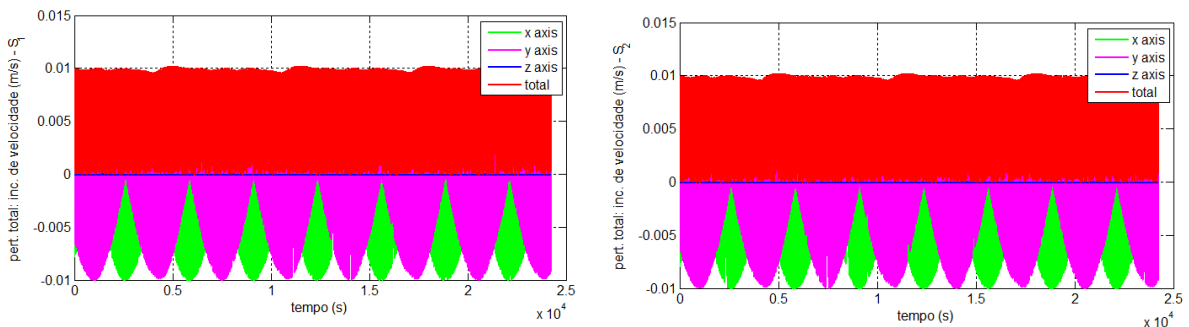 pert. total: inc. de velocidade (m/s) - S1
0.015
0.01
0.005
0
-0.005
-0.01
x axis
y axis
z axis
total
0
0.5
1
1.5
2
2.5
x 10^4
tempo (s)
pert. total: inc. de velocidade (m/s) - S2
0.015
0.01
0.005
0
-0.005
-0.01
x axis
y axis
z axis
total
0
0.5
1
1.5
2
2.5
x 10^4
tempo (s)